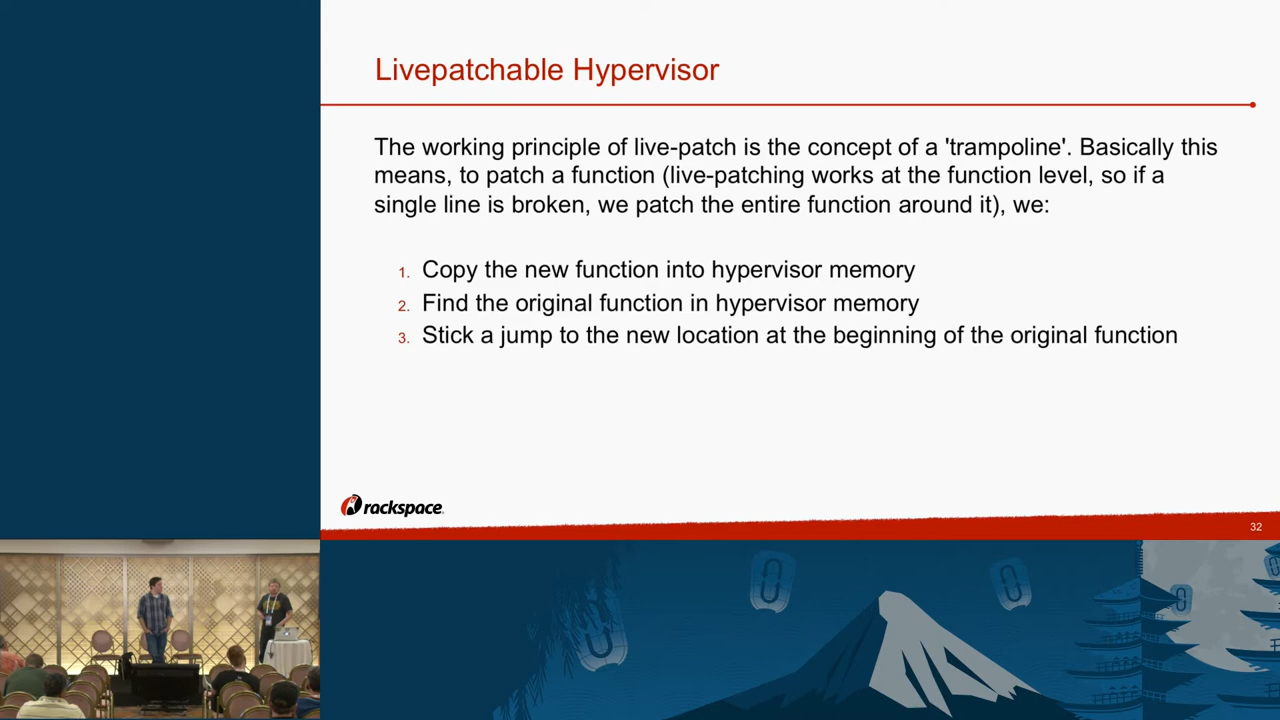 Livepatchable Hypervisor
The working principle of live-patch is the concept of a 'trampoline'. Basically this
means, to patch a function (live-patching works at the function level, so if a
single line is broken, we patch the entire function around it), we:
1. Copy the new function into hypervisor memory
2. Find the original function in hypervisor memory
3. Stick a jump to the new location at the beginning of the original function
rackspace
32